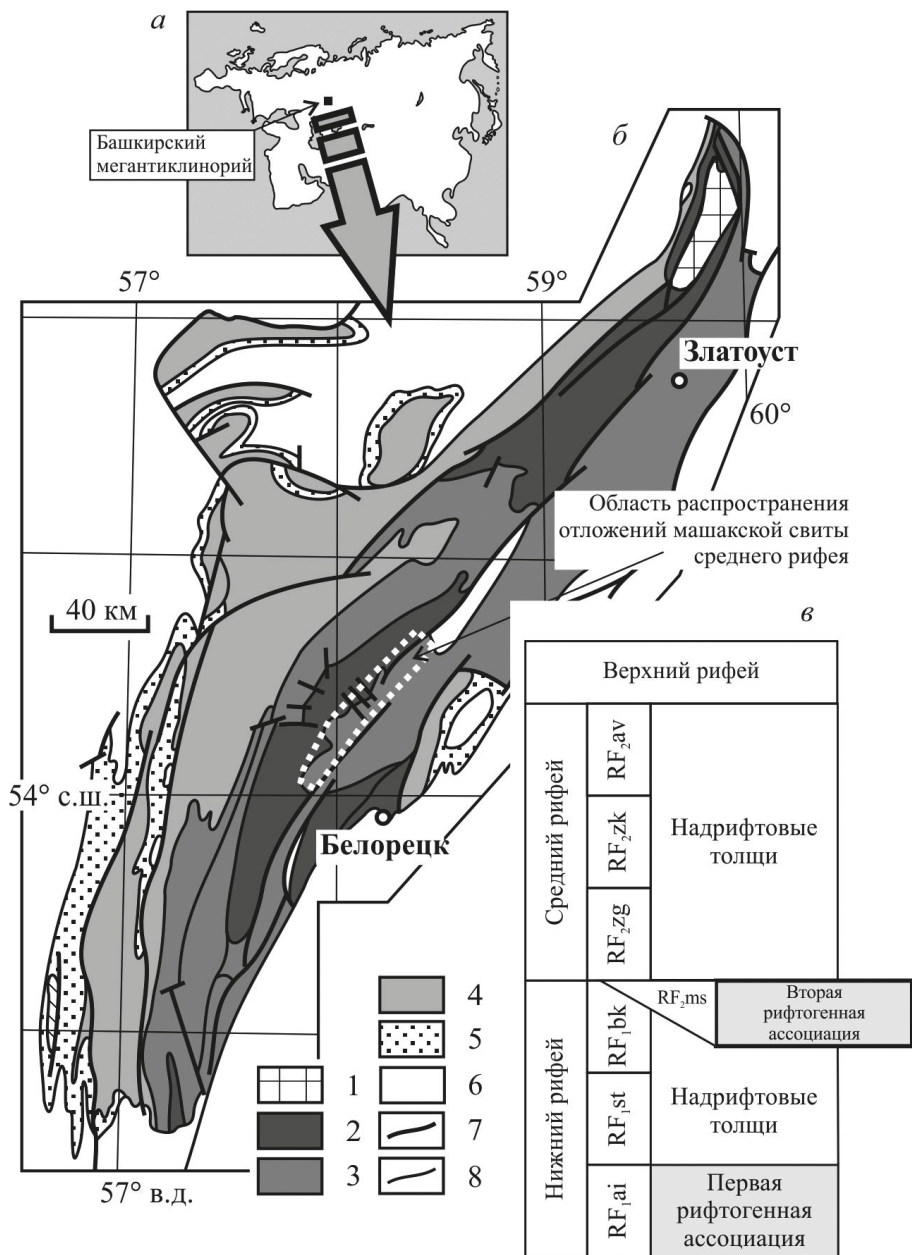 а
Башкирский
мегантиклинорий
б
57°
59°
Златоуст
60°
Область распространения
отложений машакской свиты
среднего рифея
40 км
54° с.ш.
Белорецк
57° в.д.
1
2
3
4
5
6
7
8
в
Верхний рифей
Средний рифей
RF₂av
RF₂zk
RF₂zg
Надрифтовые
толщи
Нижний рифей
RF₁bk
RF₁st
RF₁ai
RF₂ms
Вторая
рифтогенная
ассоциация
Надрифтовые
толщи
Первая
рифтогенная
ассоциация